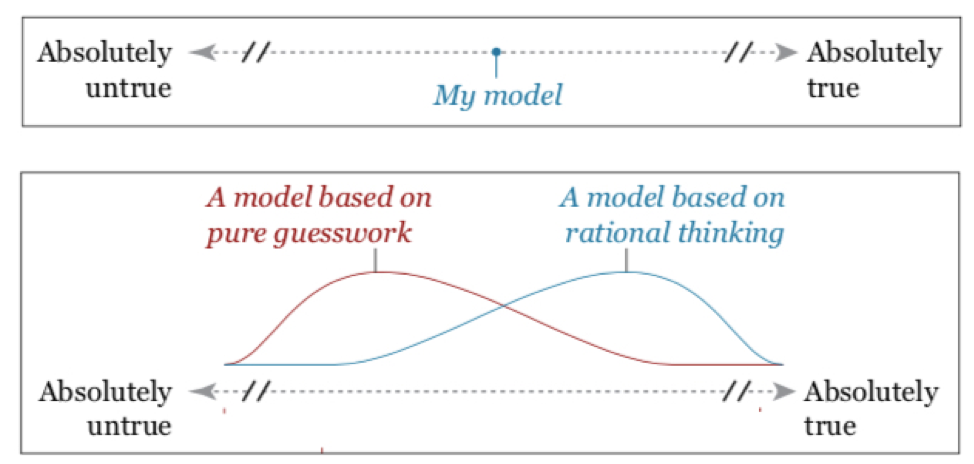 Absolutely
untrue
My model
Absolutely
true
A model based on
pure guesswork
A model based on
rational thinking
Absolutely
untrue
Absolutely
true